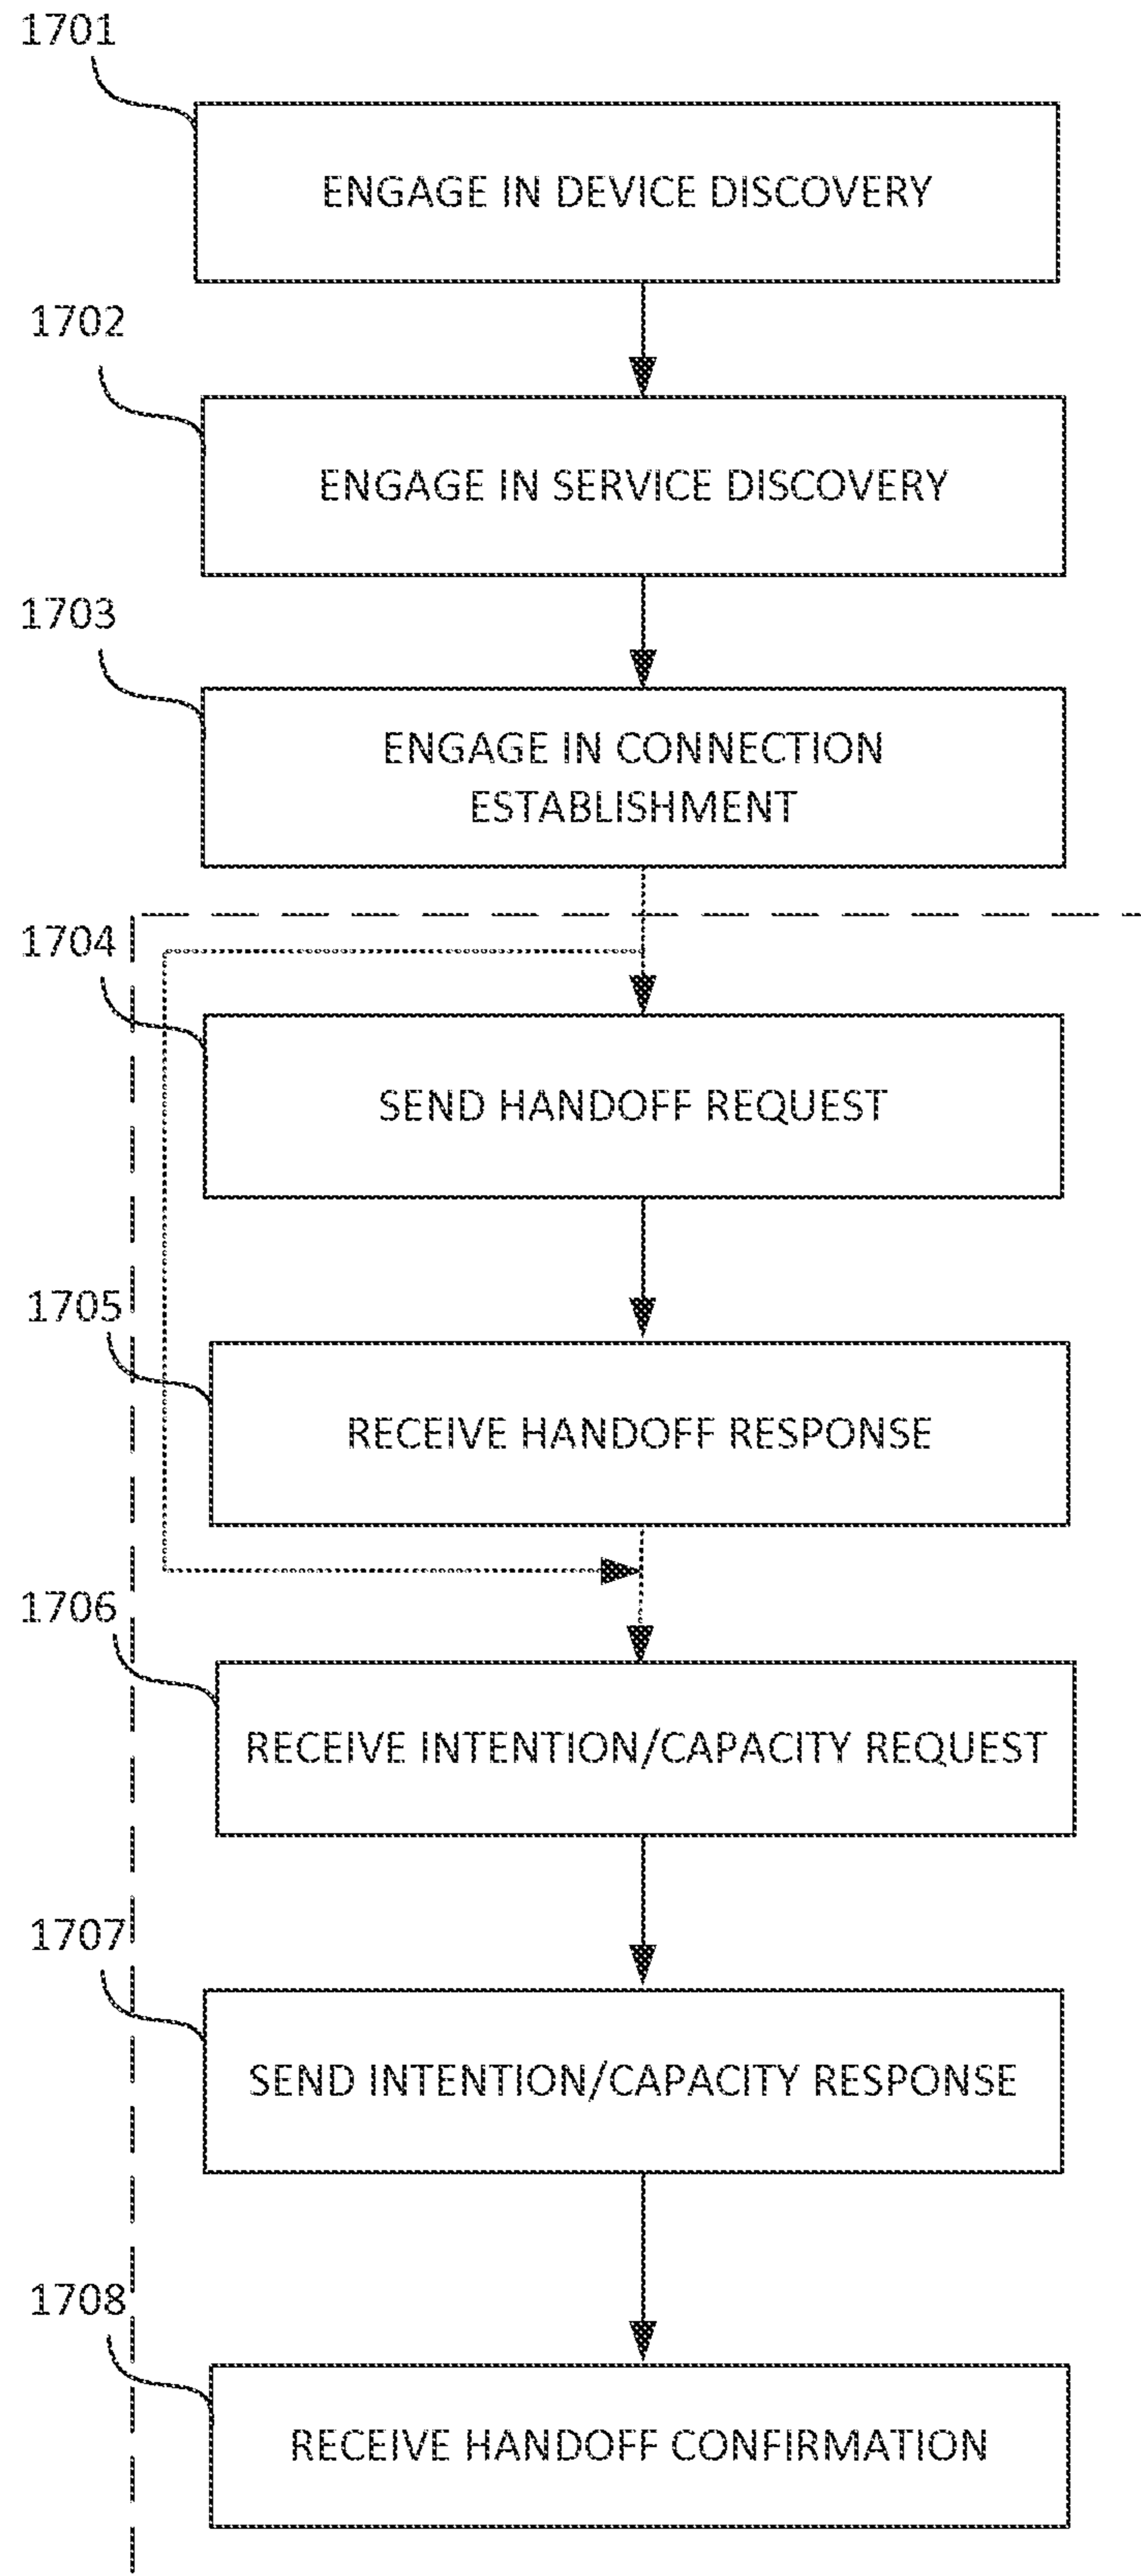 1701
ENGAGE IN DEVICE DISCOVERY
1702
ENGAGE IN SERVICE DISCOVERY
1703
ENGAGE IN CONNECTION
ESTABLISHMENT
1704
SEND HANDOFF REQUEST
1705
RECEIVE HANDOFF RESPONSE
1706
RECEIVE INTENTION/CAPACITY REQUEST
1707
SEND INTENTION/CAPACITY RESPONSE
1708
RECEIVE HANDOFF CONFIRMATION